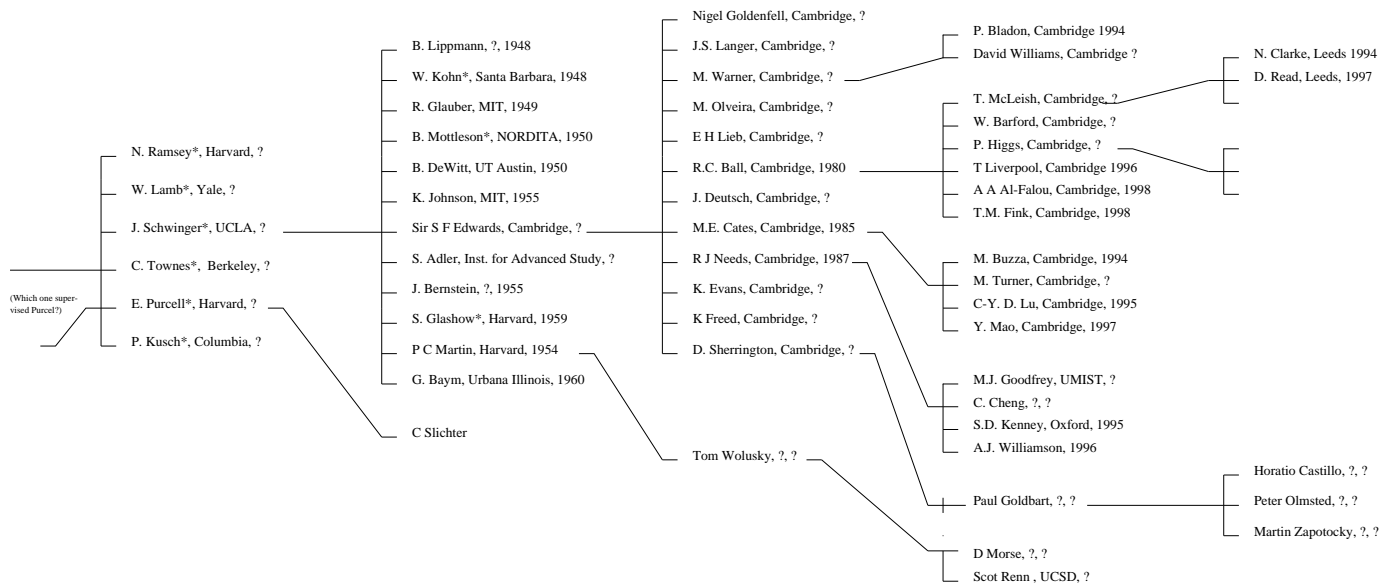 N. Ramsey*, Harvard, ?
W. Lamb*, Yale, ?
J. Schwinger*, UCLA, ?
C. Townes*, Berkeley, ?
(Which one super-
vised Purcel?)
E. Purcell*, Harvard, ?
P. Kusch*, Columbia, ?
B. Lippmann, ?, 1948
W. Kohn*, Santa Barbara, 1948
R. Glauber, MIT, 1949
B. Mottleson*, NORDITA, 1950
B. DeWitt, UT Austin, 1950
K. Johnson, MIT, 1955
Sir S F Edwards, Cambridge, ?
S. Adler, Inst. for Advanced Study, ?
J. Bernstein, ?, 1955
S. Glashow*, Harvard, 1959
P C Martin, Harvard, 1954
G. Baym, Urbana Illinois, 1960
C Slichter
Nigel Goldenfell, Cambridge, ?
J.S. Langer, Cambridge, ?
M. Warner, Cambridge, ?
M. Olveira, Cambridge, ?
E H Lieb, Cambridge, ?
R.C. Ball, Cambridge, 1980
J. Deutsch, Cambridge, ?
M.E. Cates, Cambridge, 1985
R J Needs, Cambridge, 1987
K. Evans, Cambridge, ?
K Freed, Cambridge, ?
D. Sherrington, Cambridge, ?
Tom Wolusky, ?, ?
P. Bladon, Cambridge 1994
David Williams, Cambridge ?
T. McLeish, Cambridge, ?
W. Barford, Cambridge, ?
P. Higgs, Cambridge, ?
T Liverpool, Cambridge 1996
A A Al-Falou, Cambridge, 1998
T.M. Fink, Cambridge, 1998
M. Buzza, Cambridge, 1994
M. Turner, Cambridge, ?
C-Y. D. Lu, Cambridge, 1995
Y. Mao, Cambridge, 1997
M.J. Goodfrey, UMIST, ?
C. Cheng, ?, ?
S.D. Kenney, Oxford, 1995
A.J. Williamson, 1996
Paul Goldbart, ?, ?
D Morse, ?, ?
Scot Renn , UCSD, ?
N. Clarke, Leeds 1994
D. Read, Leeds, 1997
Horatio Castillo, ?, ?
Peter Olmsted, ?, ?
Martin Zapotocky, ?, ?